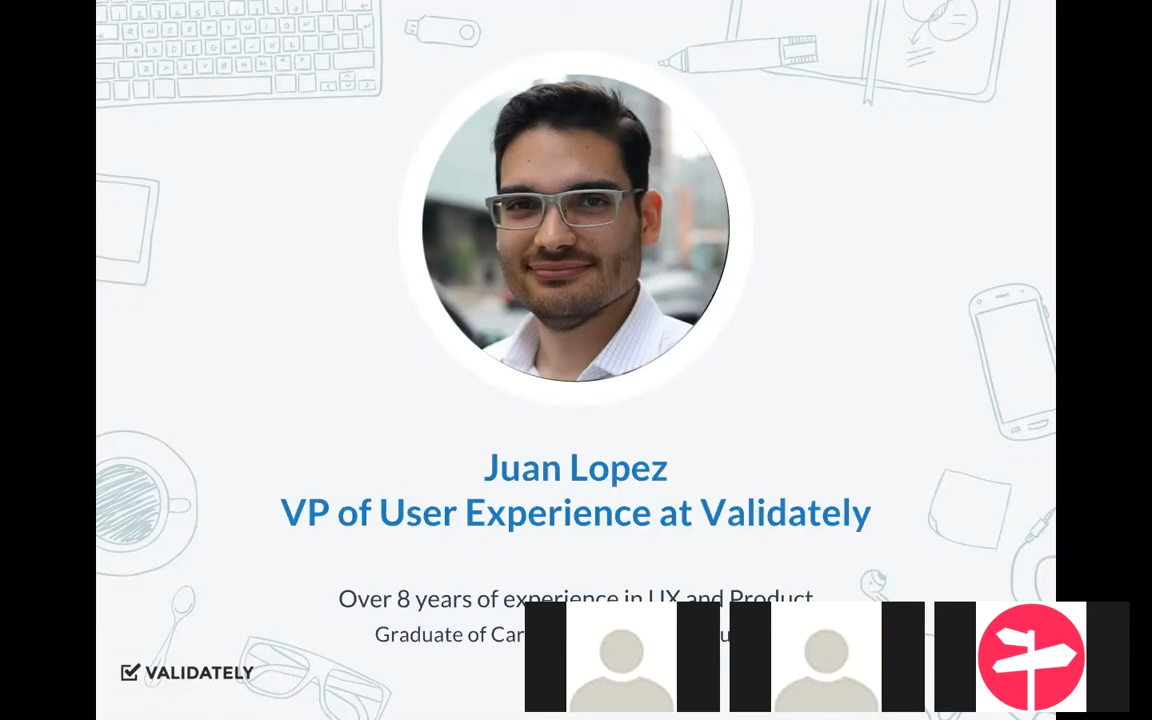 Juan Lopez
VP of User Experience at Validately
Over 8 years of experience in UX and Product
Graduate of Car
VALIDATELY